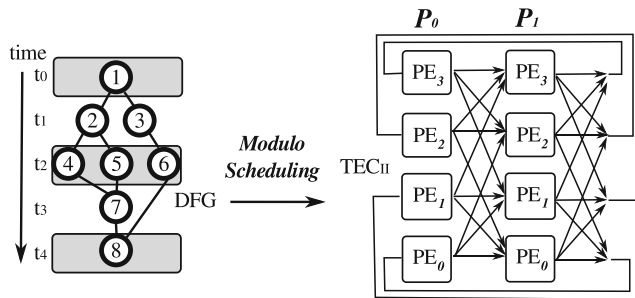 P0 P1
time
t0 1
t1 2 3
t2 4 5 6
t3 7 DFG
t4 8
Modulo
Scheduling
TECII
PE3 PE3
PE2 PE2
PE1 PE1
PE0 PE0